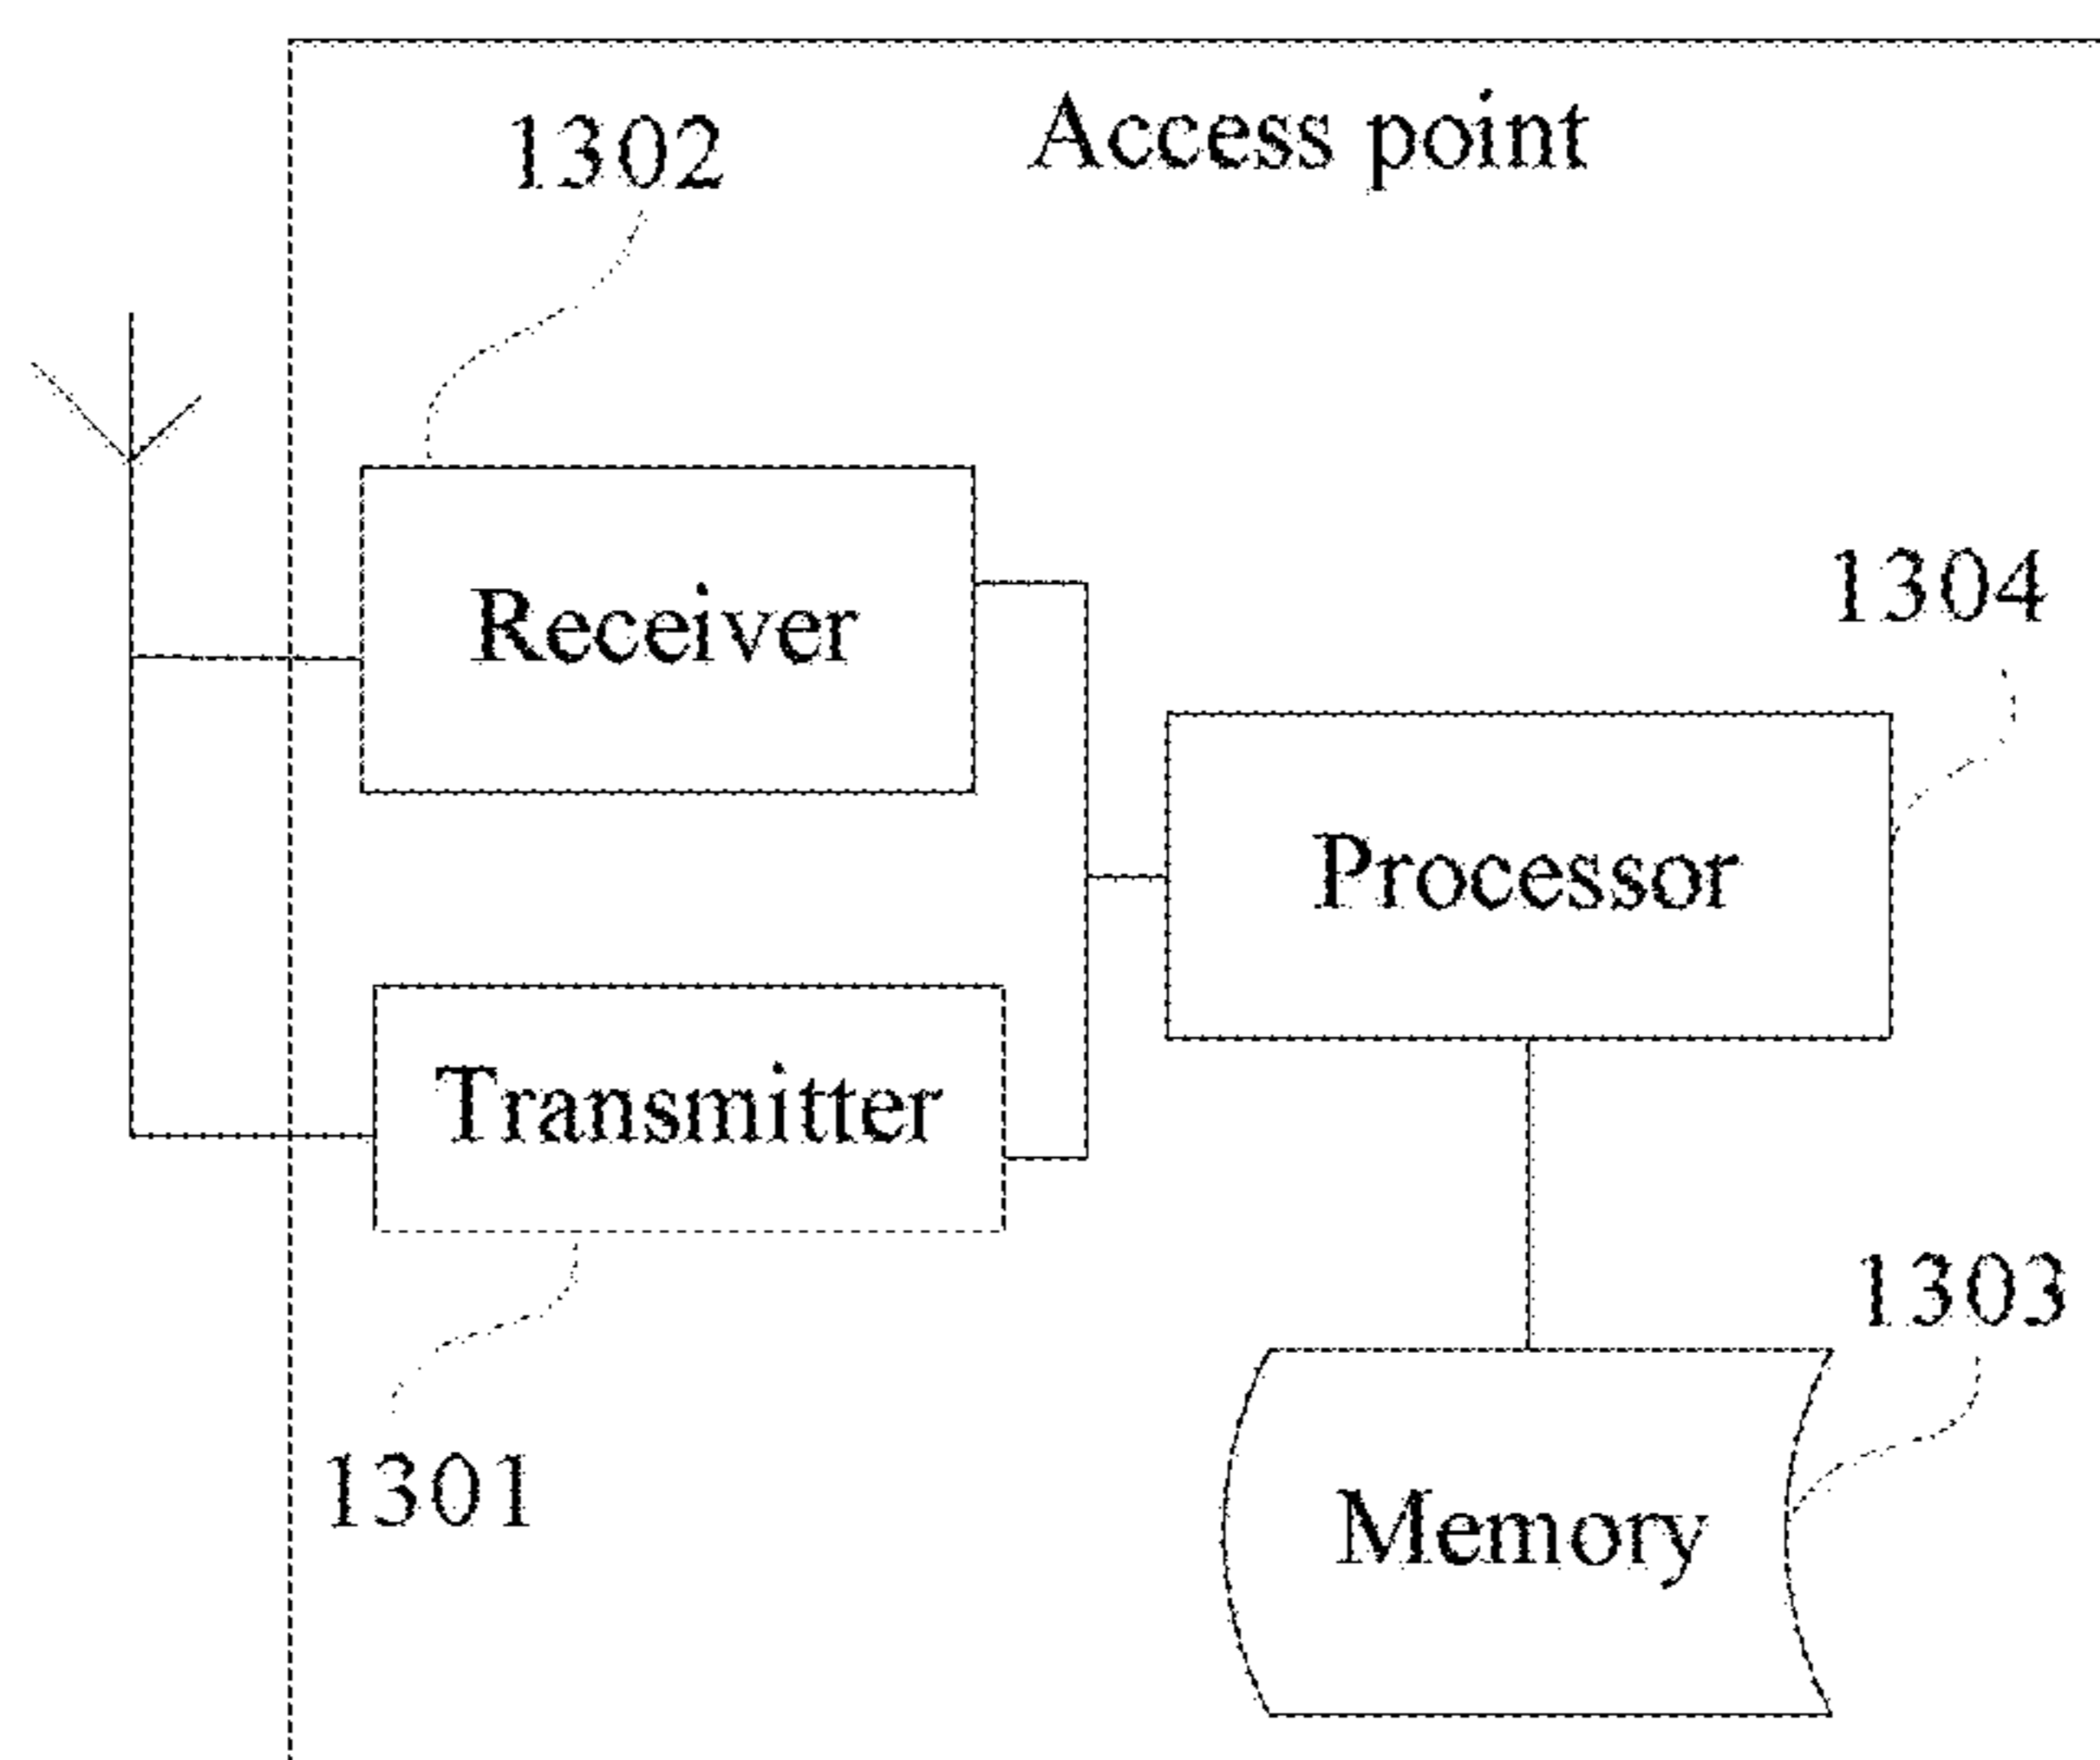 Access point
1302
Receiver
1304
Processor
Transmitter
1303
1301
Memory